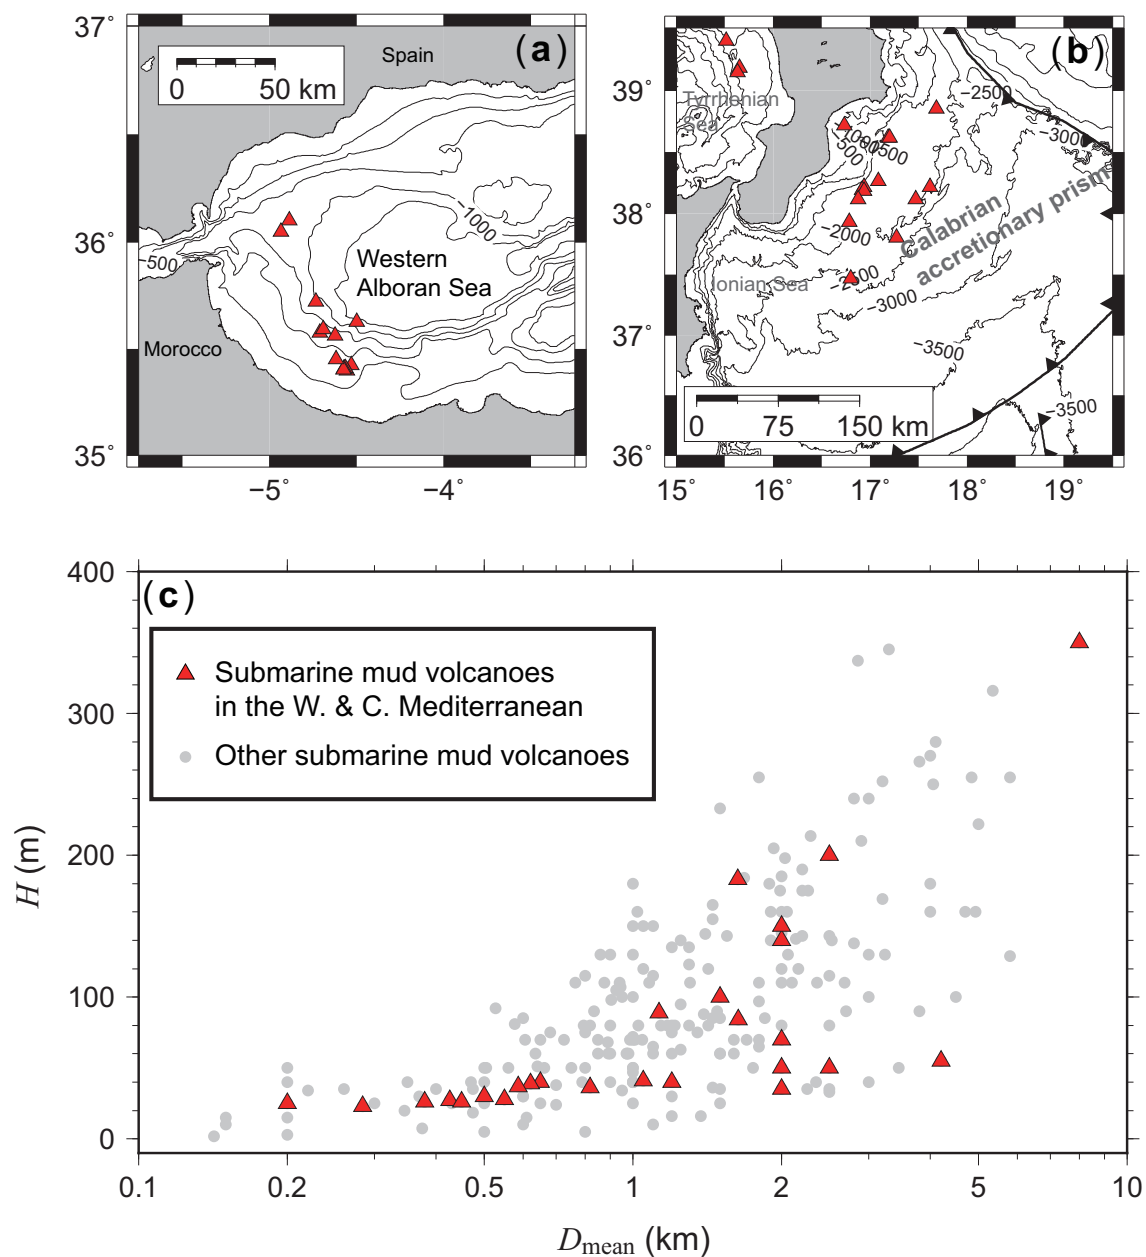 37°
36°
35°
−5°
−4°
(a)
Spain
0
50 km
−1000
−500
Western
Alboran Sea
Morocco
39°
38°
37°
36°
15°
16°
17°
18°
19°
(b)
Tyrrhenian
Sea
−2500
−3000
−1000
−2000
−2500
−3000
−3500
−3500
Calabrian
accretionary prism
Ionian Sea
0
75
150 km
(c)
Submarine mud volcanoes
in the W. & C. Mediterranean
Other submarine mud volcanoes
400
300
200
100
0
H (m)
0.1
0.2
0.5
1
2
5
10
Dmean (km)